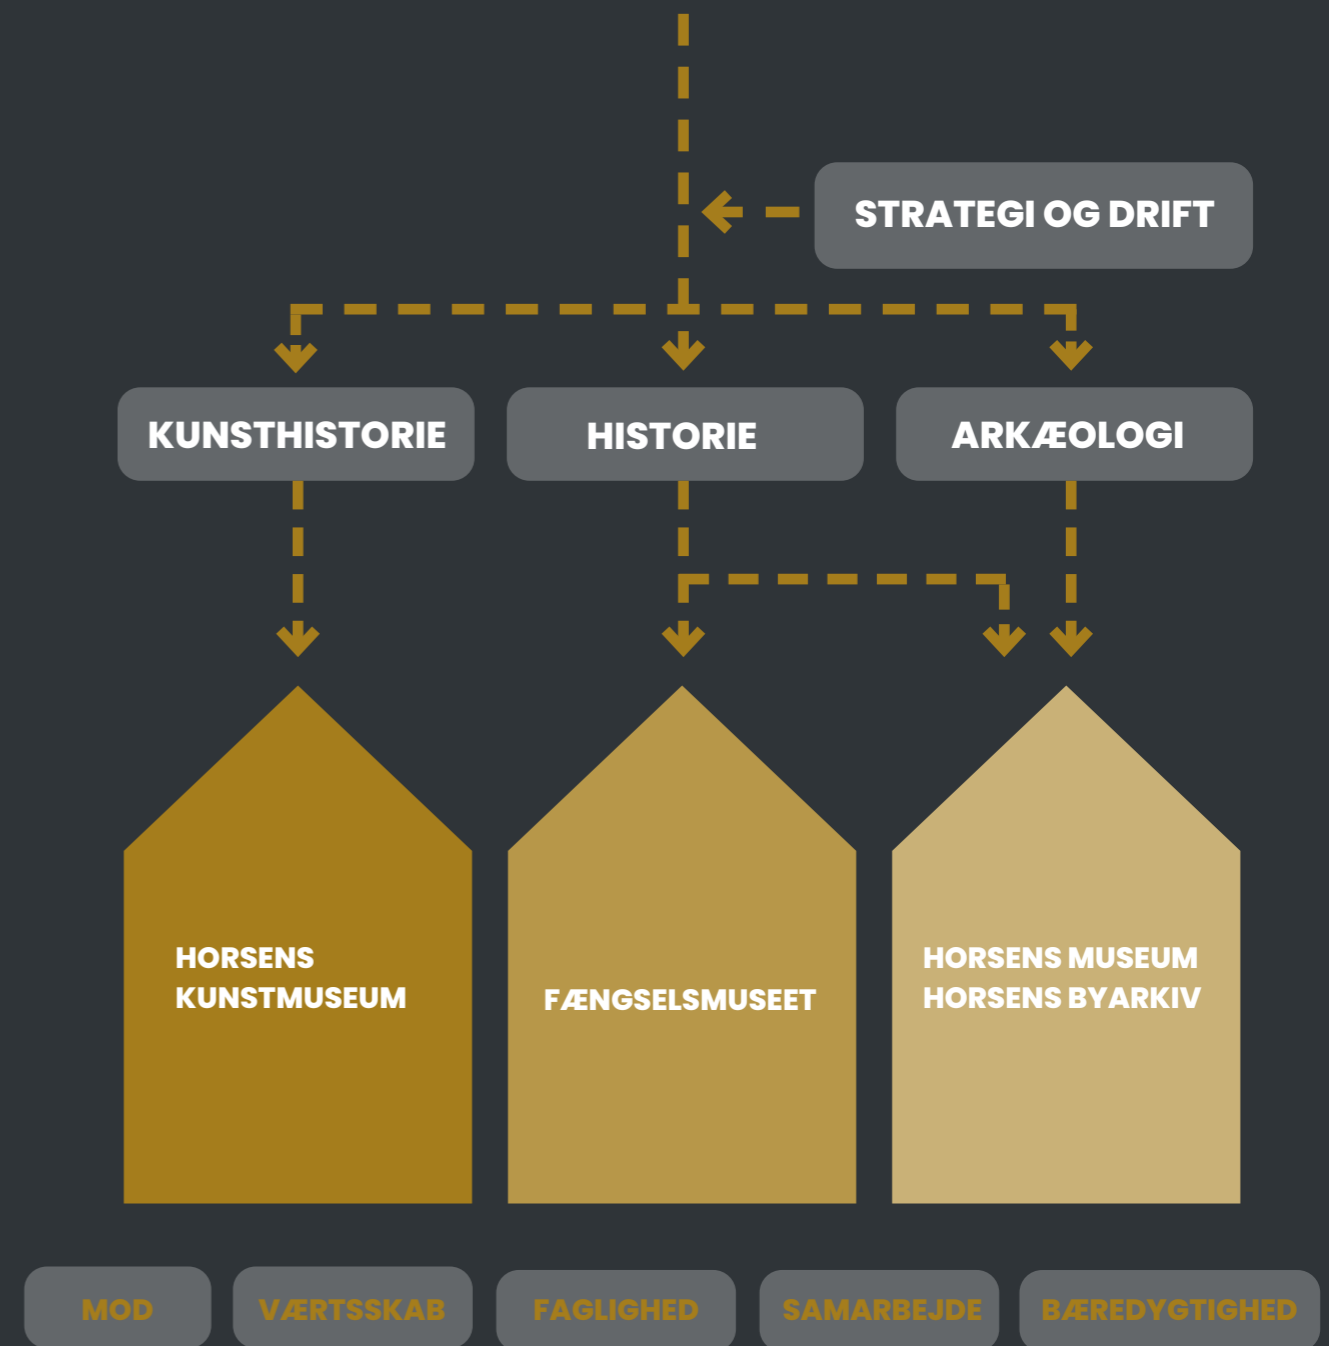 STRATEGI OG DRIFT
KUNSTHISTORIE
HISTORIE
ARKÆOLOGI
HORSENS
KUNSTMUSEUM
FÆNGSELSMUSEET
HORSENS MUSEUM
HORSENS BYARKIV
MOD
VÆRTSSKAB
FAGLIGHED
SAMARBEJDE
BÆREDYGTIGHED